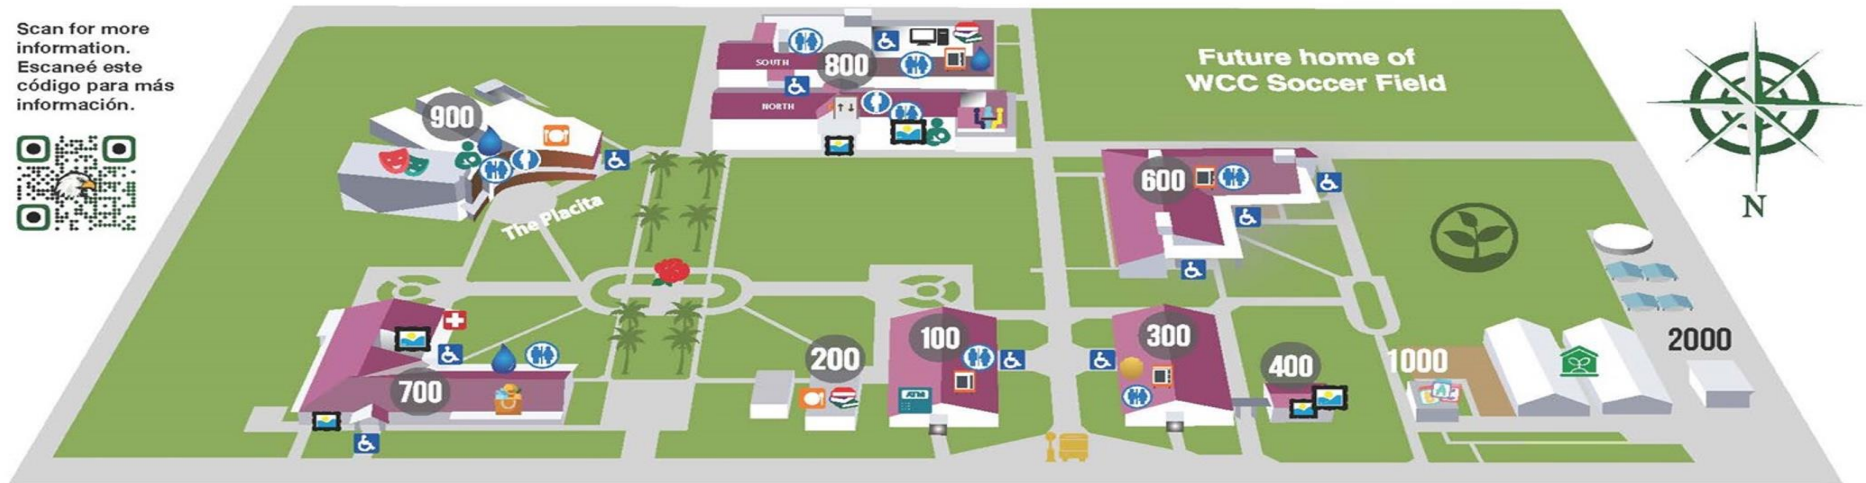 Scan for more
information.
Escaneé este
código para más
información.
Future home of
WCC Soccer Field
SOUTH
800
NORTH
900
The Placita
600
N
700
200
100
ATM
300
400
1000
2000